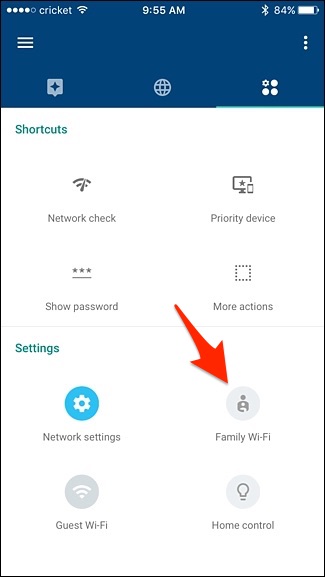 cricket 9:55 AM 84%
Shortcuts
Network check Priority device
*** 
Show password More actions
Settings
Network settings Family Wi-Fi
Guest Wi-Fi Home control